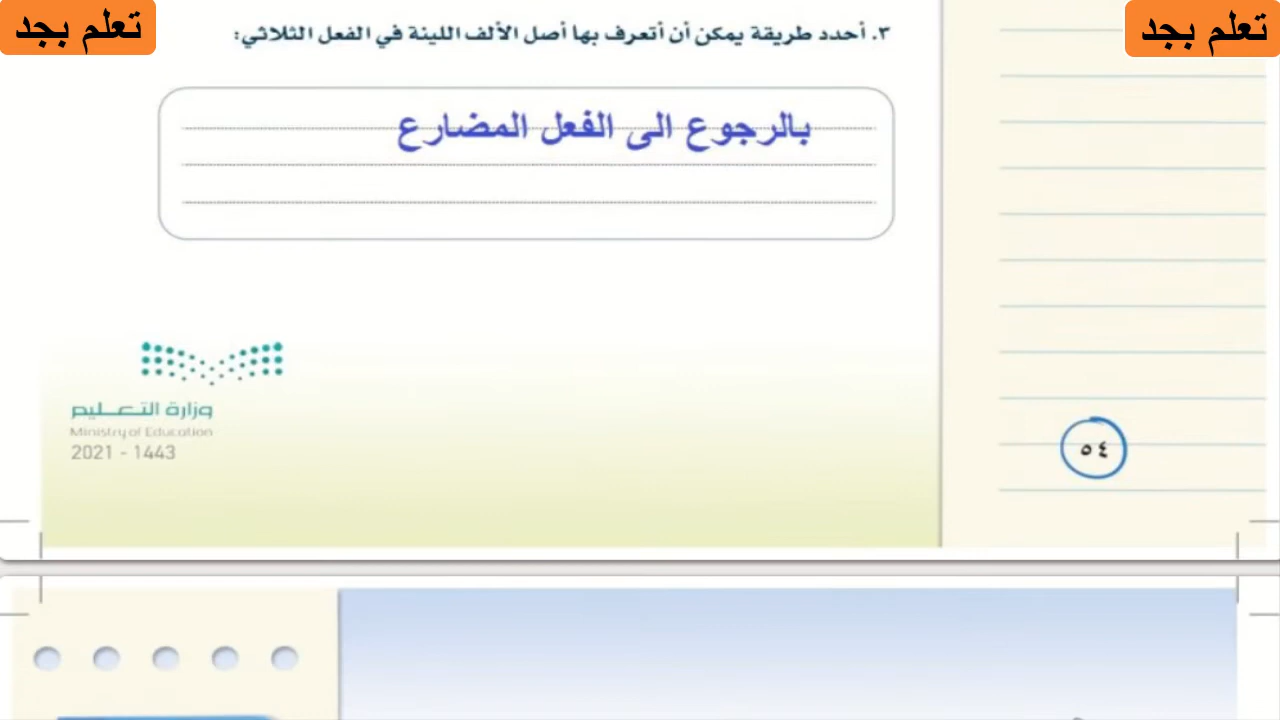 تعلم بجد
تعلم بجد
٣. أحدد طريقة يمكن أن أتعرف بها أصل الألف اللينة في الفعل الثلاثي:
بالرجوع الى الفعل المضارع
وزارة التعليم
Ministry of Education
2021 - 1443
٥٤